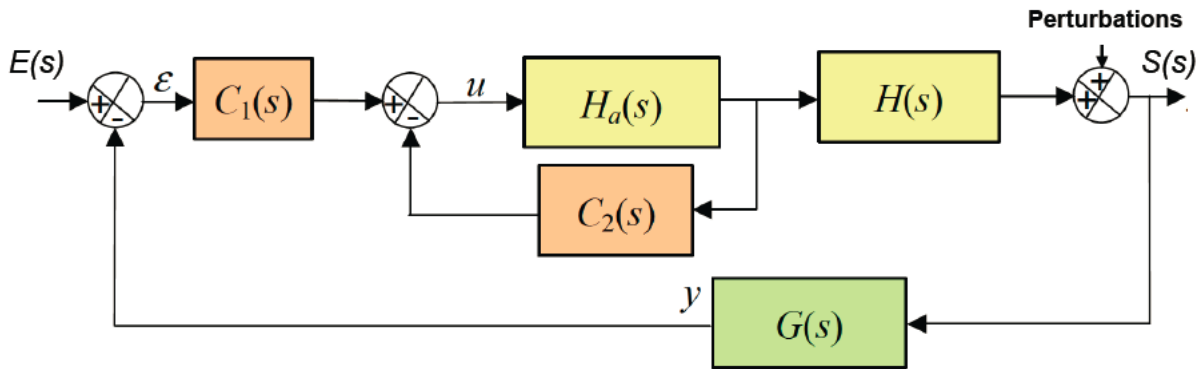 Perturbations
E(s)
ε
C₁(s)
u
Hₐ(s)
H(s)
S(s)
+
-
+
-
+
+
C₂(s)
y
G(s)